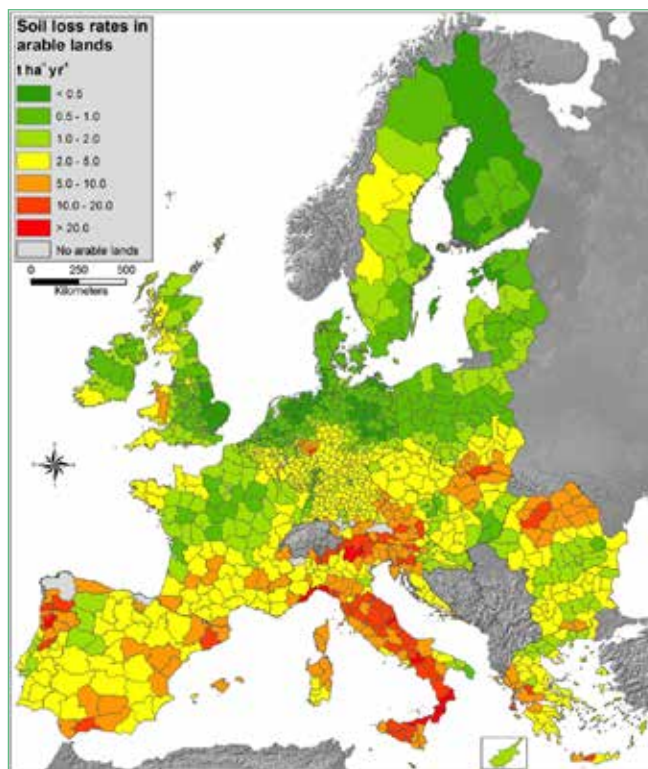 Soil loss rates in
arable lands
t ha⁻¹ yr⁻¹
< 0.5
0.5 - 1.0
1.0 - 2.0
2.0 - 5.0
5.0 - 10.0
10.0 - 20.0
> 20.0
No arable lands
0 250 500
Kilometers